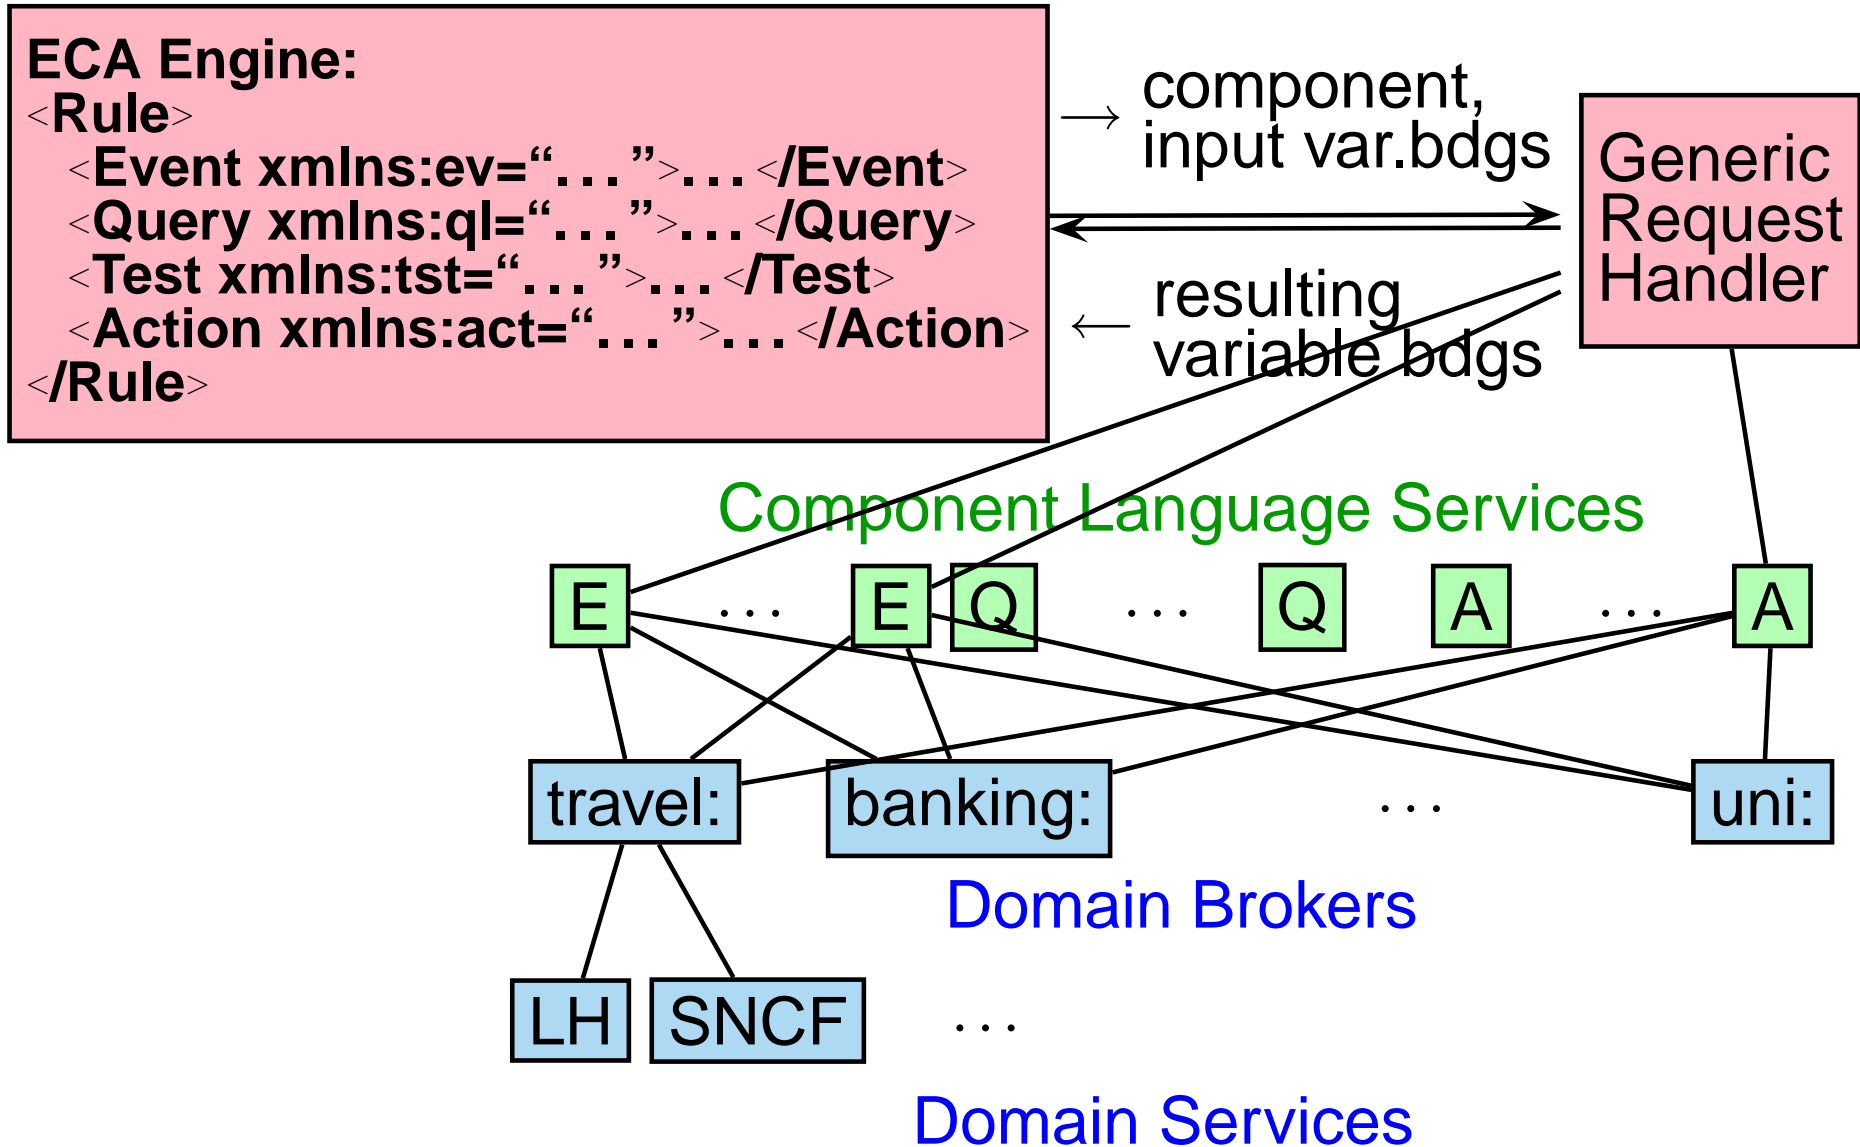 ECA Engine:
<Rule>
<Event xmlns:ev=“...”>...</Event>
<Query xmlns:ql=“...”>...</Query>
<Test xmlns:tst=“...”>...</Test>
<Action xmlns:act=“...”>...</Action>
</Rule>
→ component,
input var.bdgs
← resulting
variable bdgs
Generic
Request
Handler
Component Language Services
E ... E Q ... Q A ... A
travel: banking: ... uni:
Domain Brokers
LH SNCF ...
Domain Services